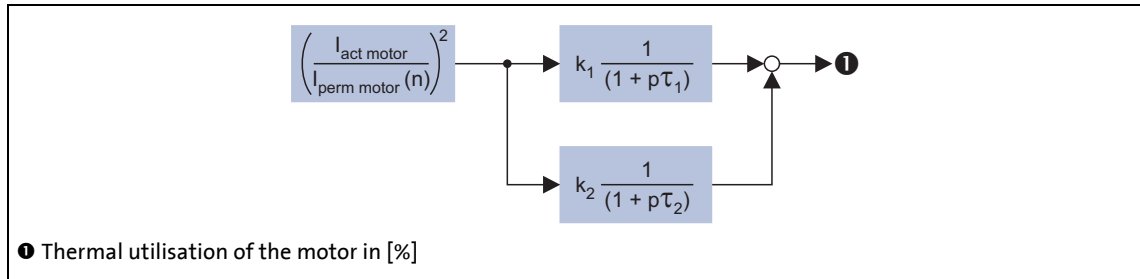 (I_act motor / I_perm motor (n))²
k₁ 1 / (1 + pτ₁)
❶
k₂ 1 / (1 + pτ₂)
❶ Thermal utilisation of the motor in [%]